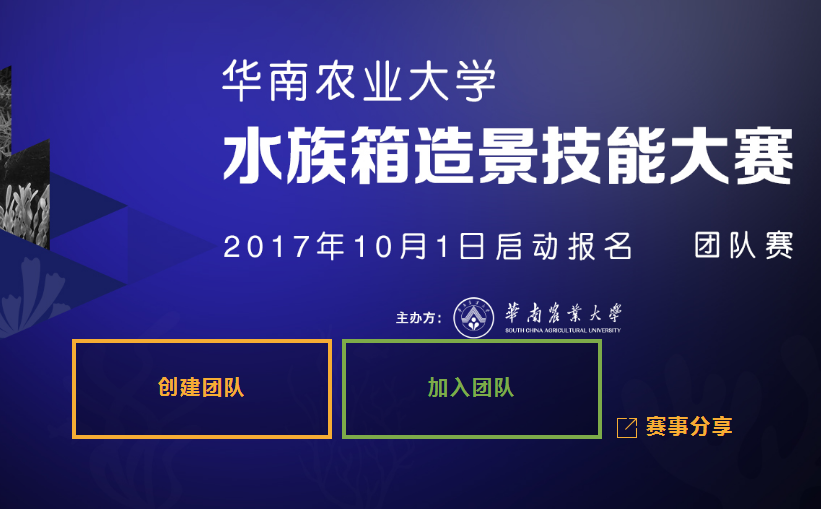 华南农业大学
水族箱造景技能大赛
2017年10月1日启动报名 团队赛
主办方: 華南農業大學
SOUTH CHINA AGRICULTURAL UNIVERSITY
创建团队 加入团队
赛事分享